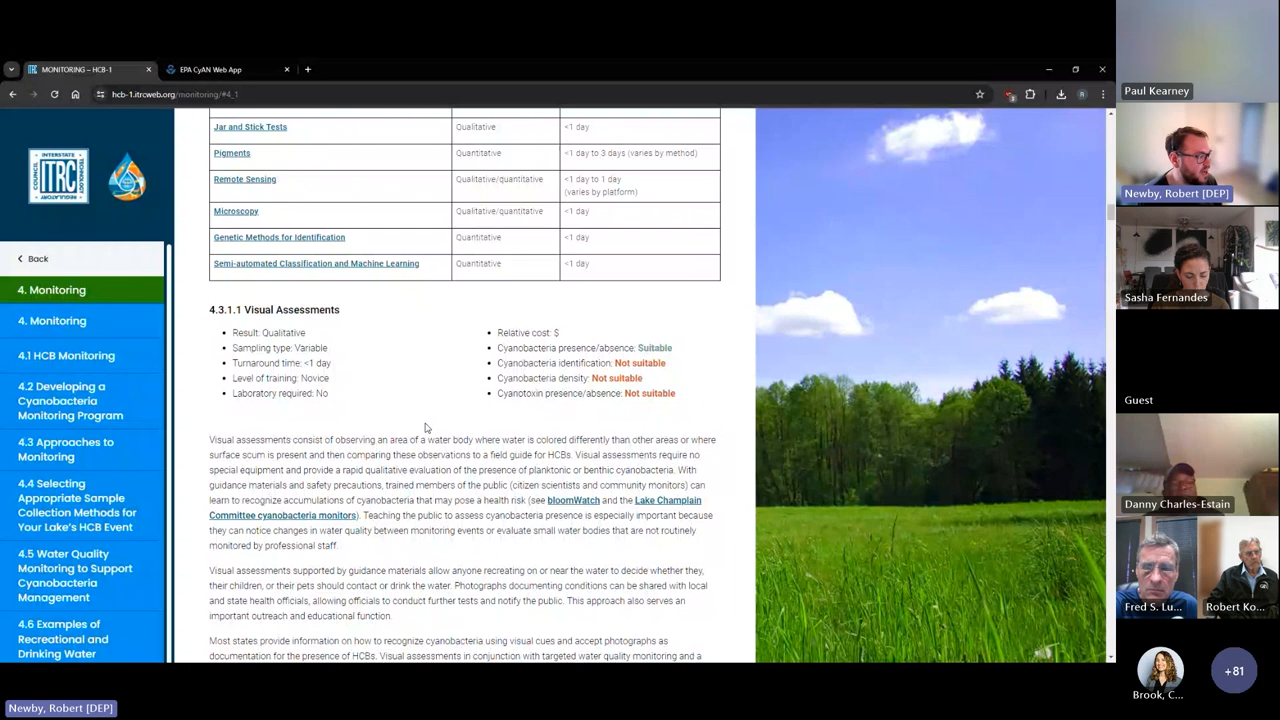 MONITORING – HCB-1
EPA CyAN Web App
hcb-1.itrcweb.org/monitoring/#4_1
INTERSTATE
COUNCIL
ITRC
TECHNOLOGY
REGULATORY
Back
4. Monitoring
4. Monitoring
4.1 HCB Monitoring
4.2 Developing a
Cyanobacteria
Monitoring Program
4.3 Approaches to
Monitoring
4.4 Selecting
Appropriate Sample
Collection Methods for
Your Lake's HCB Event
4.5 Water Quality
Monitoring to Support
Cyanobacteria
Management
4.6 Examples of
Recreational and
Drinking Water
Jar and Stick Tests Qualitative <1 day
Pigments Quantitative <1 day to 3 days (varies by method)
Remote Sensing Qualitative/quantitative <1 day to 1 day
(varies by platform)
Microscopy Qualitative/quantitative <1 day
Genetic Methods for Identification Quantitative <1 day
Semi-automated Classification and Machine Learning Quantitative <1 day
4.3.1.1 Visual Assessments
• Result: Qualitative
• Sampling type: Variable
• Turnaround time: <1 day
• Level of training: Novice
• Laboratory required: No
• Relative cost: $
• Cyanobacteria presence/absence: Suitable
• Cyanobacteria identification: Not suitable
• Cyanobacteria density: Not suitable
• Cyanotoxin presence/absence: Not suitable
Visual assessments consist of observing an area of a water body where water is colored differently than other areas or where
surface scum is present and then comparing these observations to a field guide for HCBs. Visual assessments require no
special equipment and provide a rapid qualitative evaluation of the presence of planktonic or benthic cyanobacteria. With
guidance materials and safety precautions, trained members of the public (citizen scientists and community monitors) can
learn to recognize accumulations of cyanobacteria that may pose a health risk (see bloomWatch and the Lake Champlain
Committee cyanobacteria monitors). Teaching the public to assess cyanobacteria presence is especially important because
they can notice changes in water quality between monitoring events or evaluate small water bodies that are not routinely
monitored by professional staff.
Visual assessments supported by guidance materials allow anyone recreating on or near the water to decide whether they,
their children, or their pets should contact or drink the water. Photographs documenting conditions can be shared with local
and state health officials, allowing officials to conduct further tests and notify the public. This approach also serves an
important outreach and educational function.
Most states provide information on how to recognize cyanobacteria using visual cues and accept photographs as
documentation for the presence of HCBs. Visual assessments in conjunction with targeted water quality monitoring and a
Paul Kearney
Newby, Robert [DEP]
Sasha Fernandes
Guest
Danny Charles-Estain
Fred S. Lu...
Robert Ko...
Brook, C...
+81
Newby, Robert [DEP]